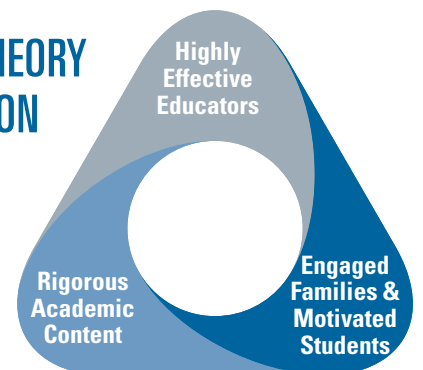 HEORY
ON
Highly
Effective
Educators
Rigorous
Academic
Content
Engaged
Families &
Motivated
Students